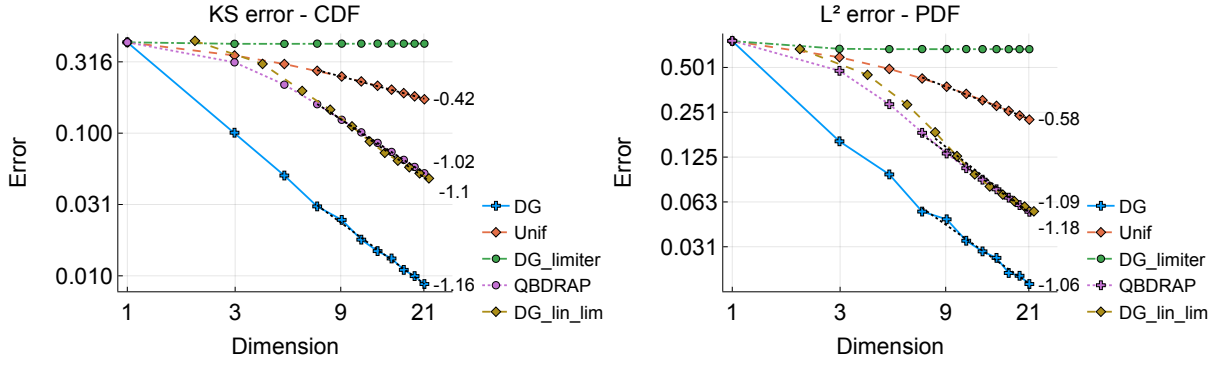 KS error - CDF
Error
0.316
0.100
0.031
0.010
-0.42
-1.02
-1.1
-1.16
1
3
9
21
Dimension
DG
Unif
DG_limiter
QBDRAP
DG_lin_lim
L² error - PDF
Error
0.501
0.251
0.125
0.063
0.031
-0.58
-1.09
-1.18
-1.06
1
3
9
21
Dimension
DG
Unif
DG_limiter
QBDRAP
DG_lin_lim